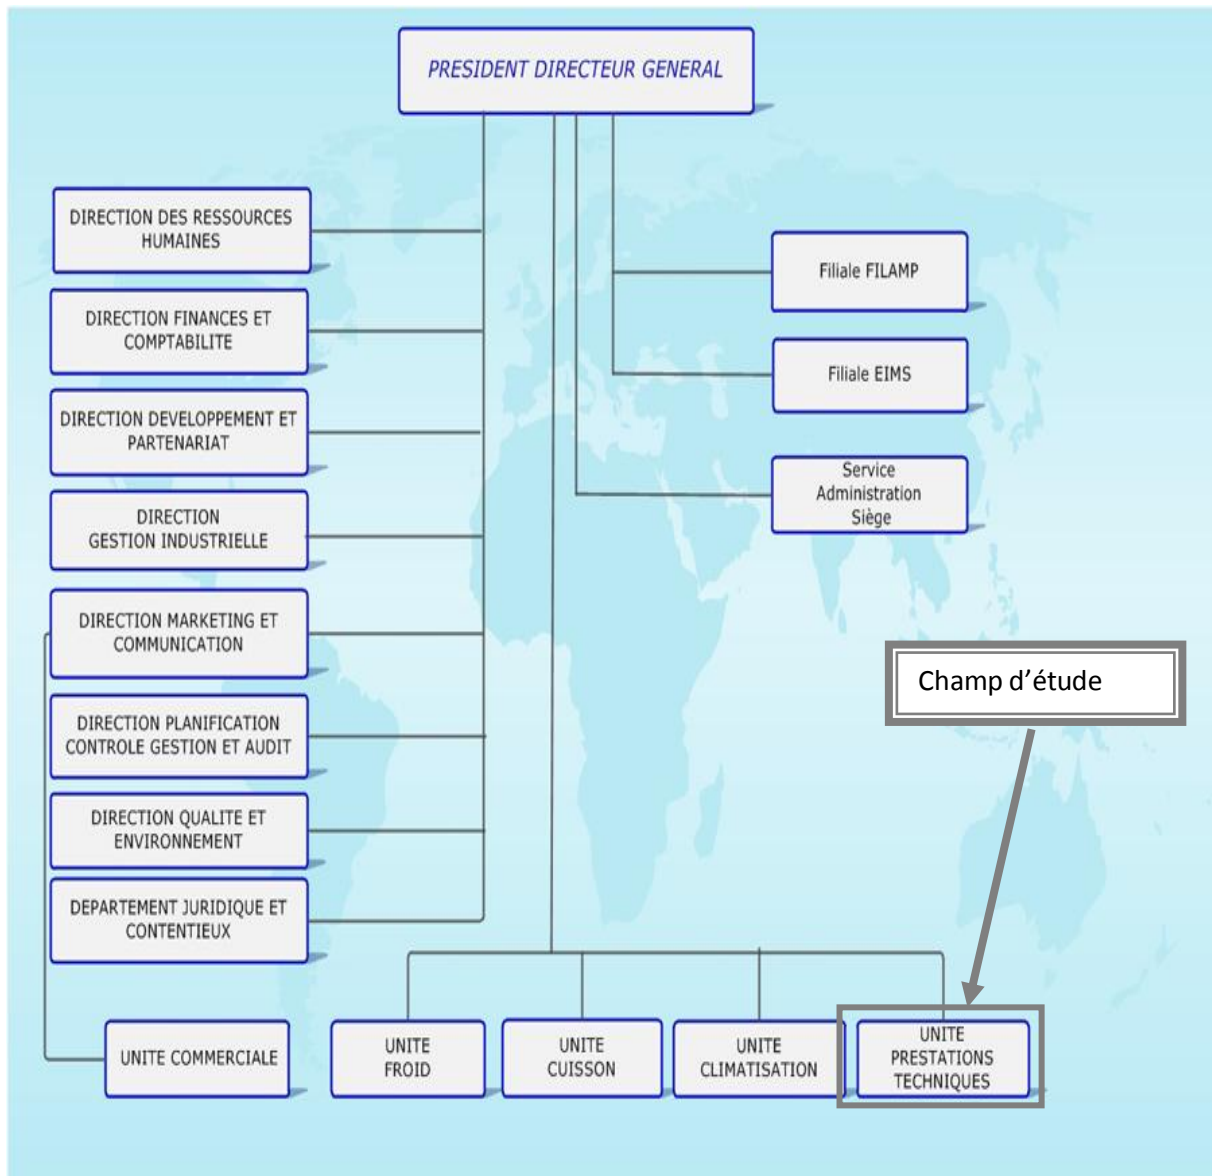 PRESIDENT DIRECTEUR GENERAL
DIRECTION DES RESSOURCES
HUMAINES
DIRECTION FINANCES ET
COMPTABILITE
DIRECTION DEVELOPPEMENT ET
PARTENARIAT
DIRECTION
GESTION INDUSTRIELLE
DIRECTION MARKETING ET
COMMUNICATION
DIRECTION PLANIFICATION
CONTROLE GESTION ET AUDIT
DIRECTION QUALITE ET
ENVIRONNEMENT
DEPARTEMENT JURIDIQUE ET
CONTENTIEUX
Filiale FILAMP
Filiale EIMS
Service
Administration
Siège
Champ d’étude
UNITE COMMERCIALE
UNITE
FROID
UNITE
CUISSON
UNITE
CLIMATISATION
UNITE
PRESTATIONS
TECHNIQUES